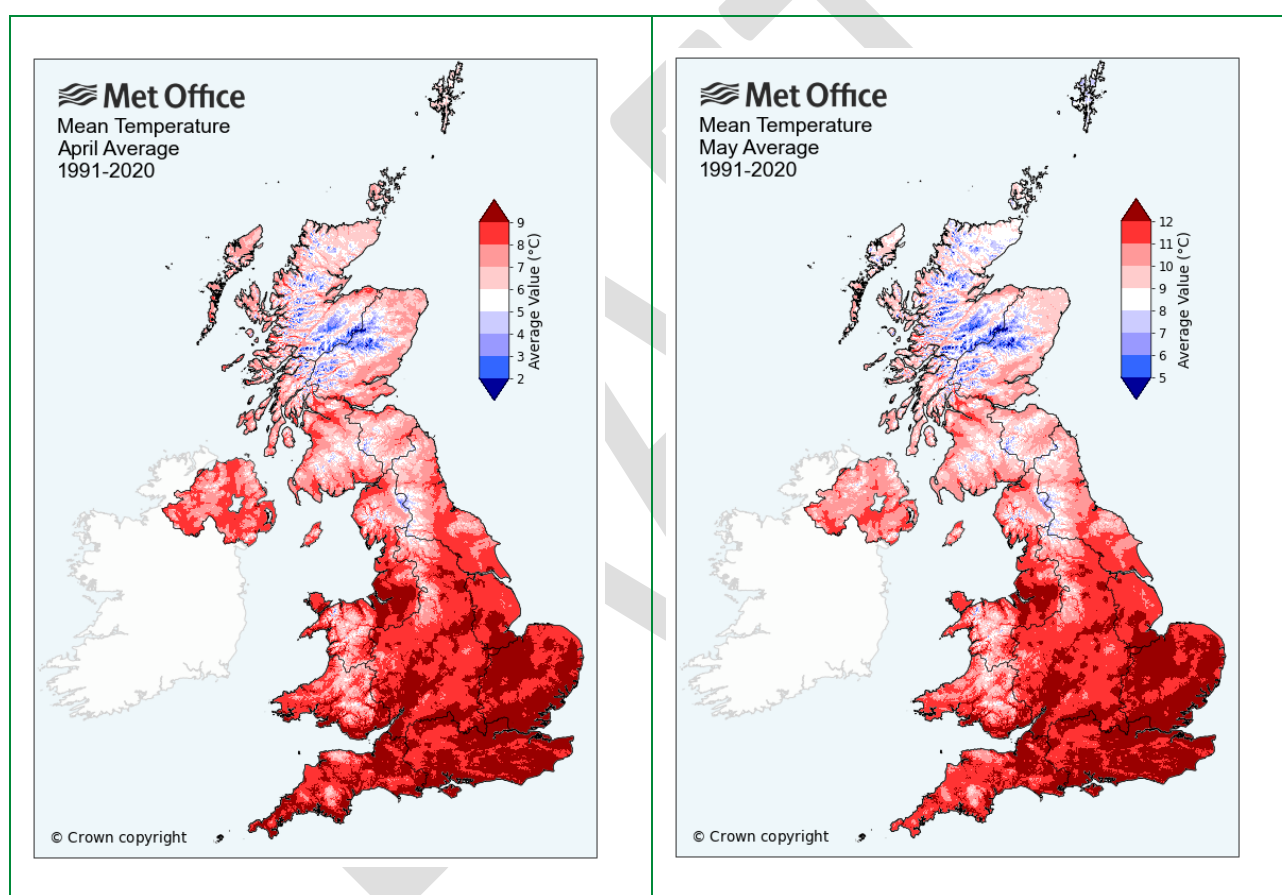 Met Office
Mean Temperature
April Average
1991-2020
9
8
7
6
5
4
3
2
Average Value (°C)
© Crown copyright
Met Office
Mean Temperature
May Average
1991-2020
12
11
10
9
8
7
6
5
Average Value (°C)
© Crown copyright